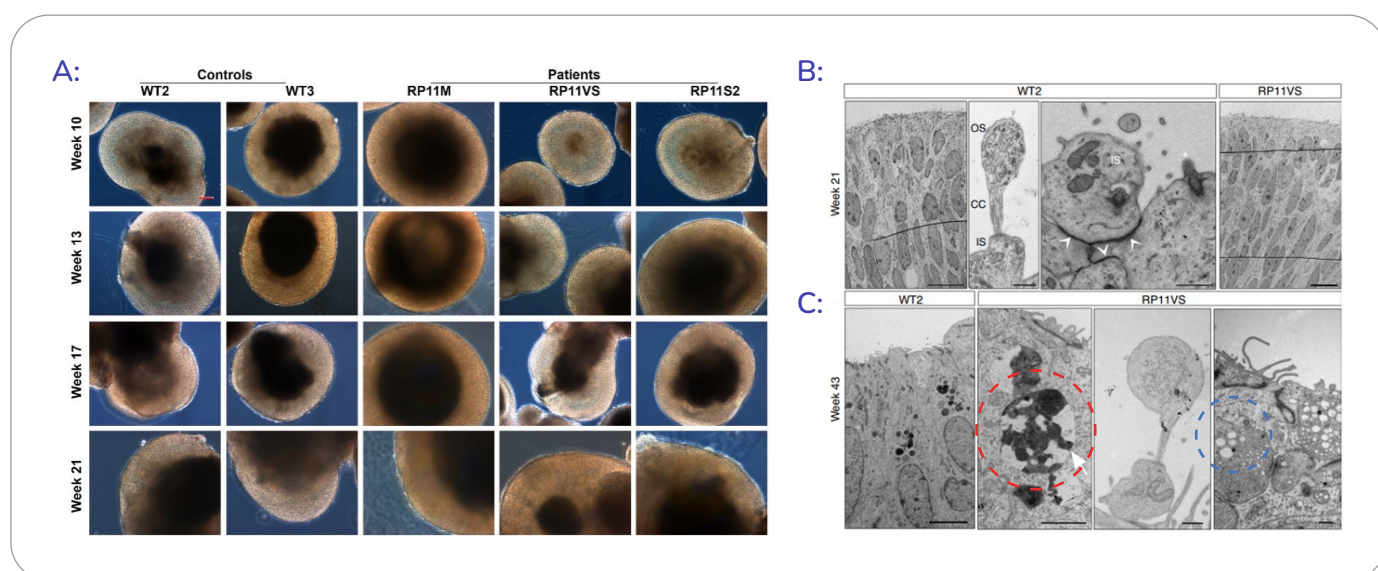 A:
Controls
Patients
WT2
WT3
RP11M
RP11VS
RP11S2
Week 10
Week 13
Week 17
Week 21
B:
WT2
RP11VS
Week 21
OS
CC
IS
IS
C:
WT2
RP11VS
Week 43